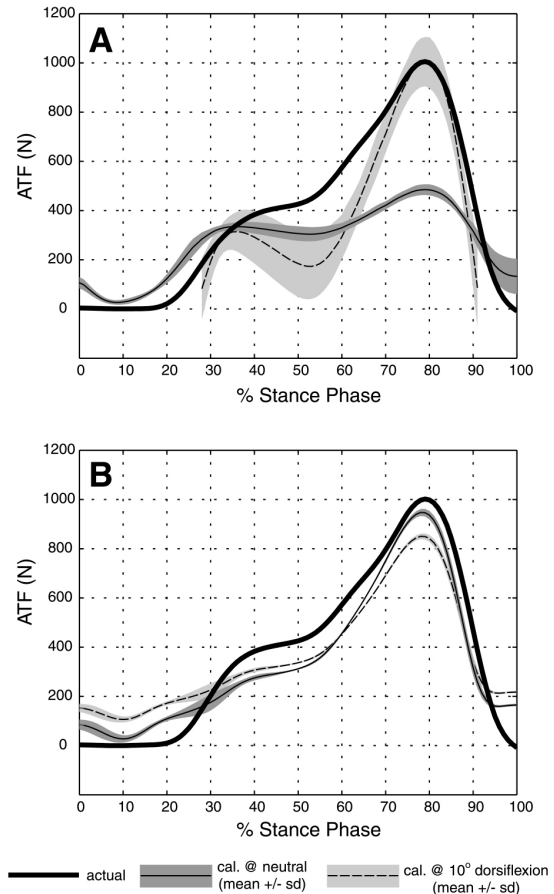 A
1200
1000
800
600
400
200
0
ATF (N)
0 10 20 30 40 50 60 70 80 90 100
% Stance Phase
B
1200
1000
800
600
400
200
0
ATF (N)
0 10 20 30 40 50 60 70 80 90 100
% Stance Phase
actual
cal. @ neutral
(mean +/- sd)
cal. @ 10° dorsiflexion
(mean +/- sd)